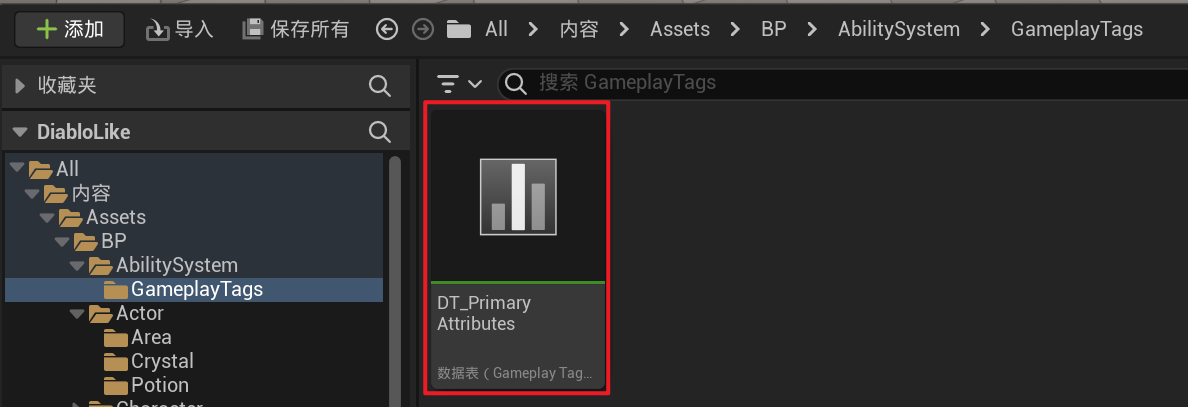 添加 导入 保存所有 All 内容 Assets BP AbilitySystem GameplayTags
收藏夹
搜索 GameplayTags
DiabloLike
All
内容
Assets
BP
AbilitySystem
GameplayTags
Actor
Area
Crystal
Potion
Character
DT_Primary
Attributes
数据表（Gameplay Tag...